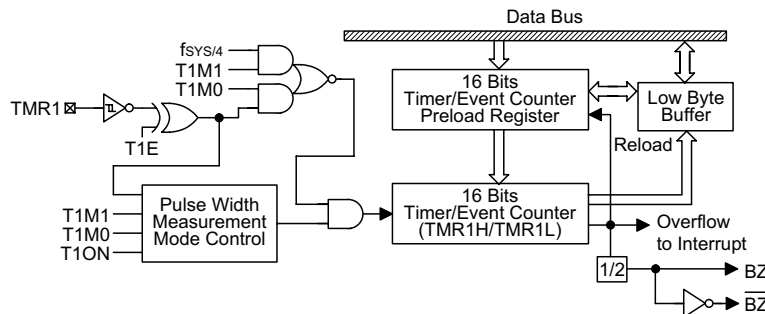 Data Bus
fSYS/4
T1M1
T1M0
TMR1
T1E
16 Bits
Timer/Event Counter
Preload Register
Low Byte
Buffer
Reload
T1M1
T1M0
T1ON
Pulse Width
Measurement
Mode Control
16 Bits
Timer/Event Counter
(TMR1H/TMR1L)
Overflow
to Interrupt
1/2
BZ
B̅Z̅